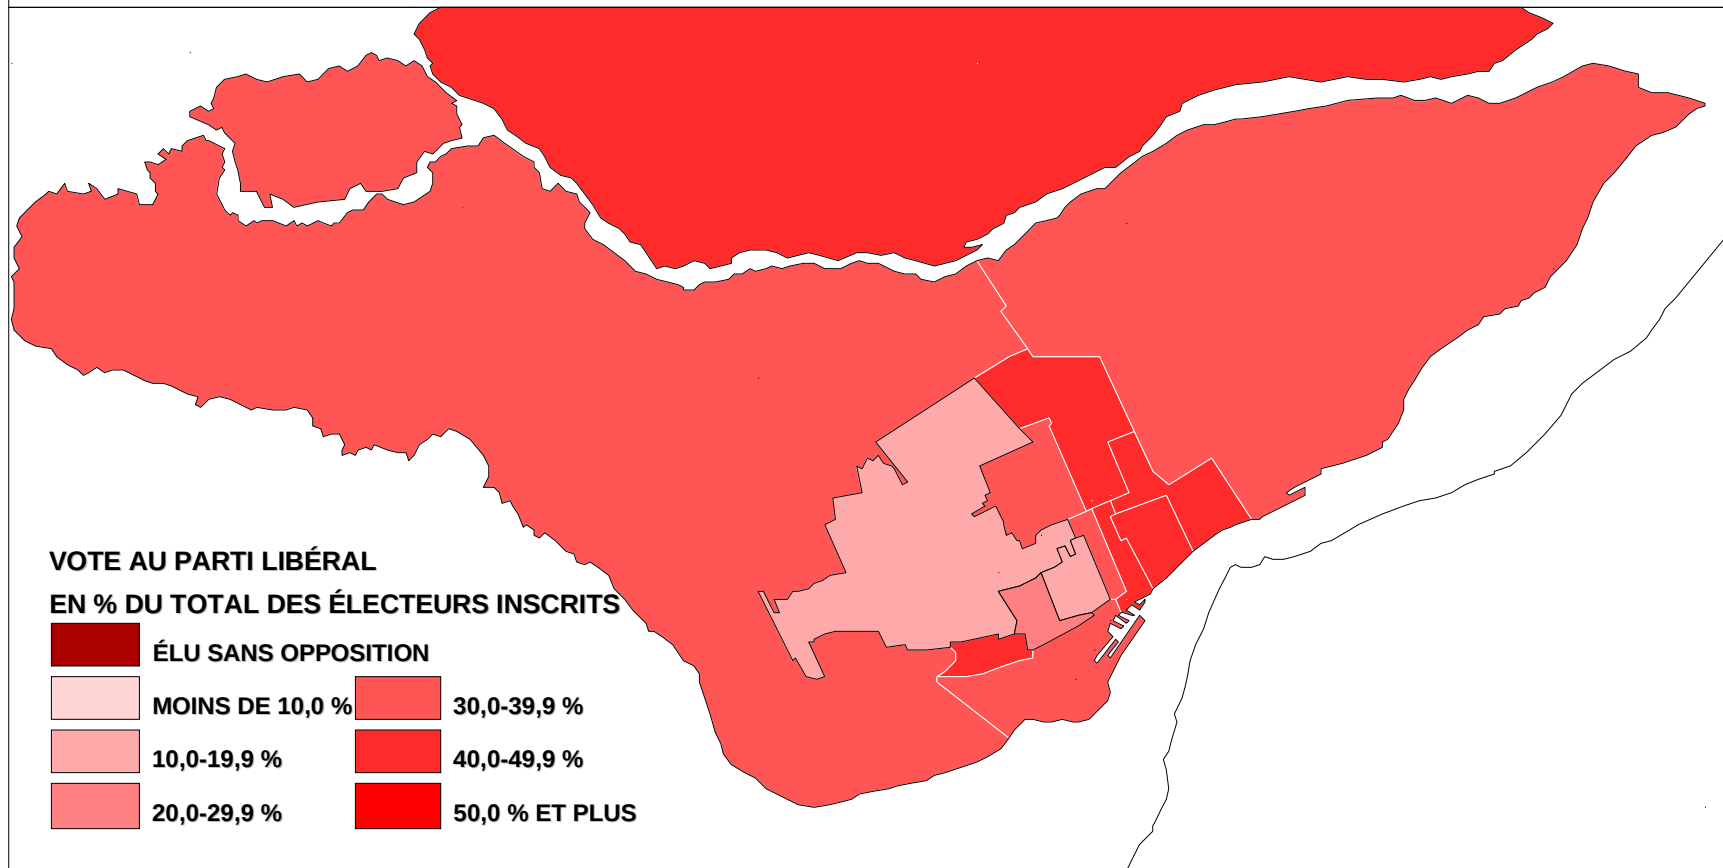 VOTE AU PARTI LIBÉRAL
EN % DU TOTAL DES ÉLECTEURS INSCRITS
ÉLU SANS OPPOSITION
MOINS DE 10,0 %
30,0-39,9 %
10,0-19,9 %
40,0-49,9 %
20,0-29,9 %
50,0 % ET PLUS